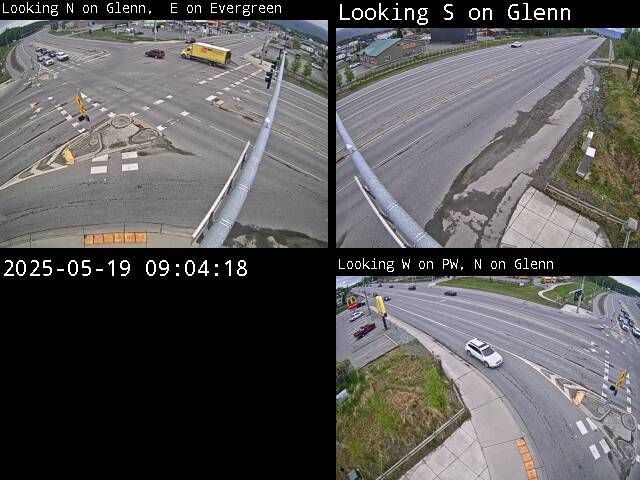 Looking N on Glenn,  E on Evergreen
Looking S on Glenn
2025-05-19 09:04:18
Looking W on PW, N on Glenn